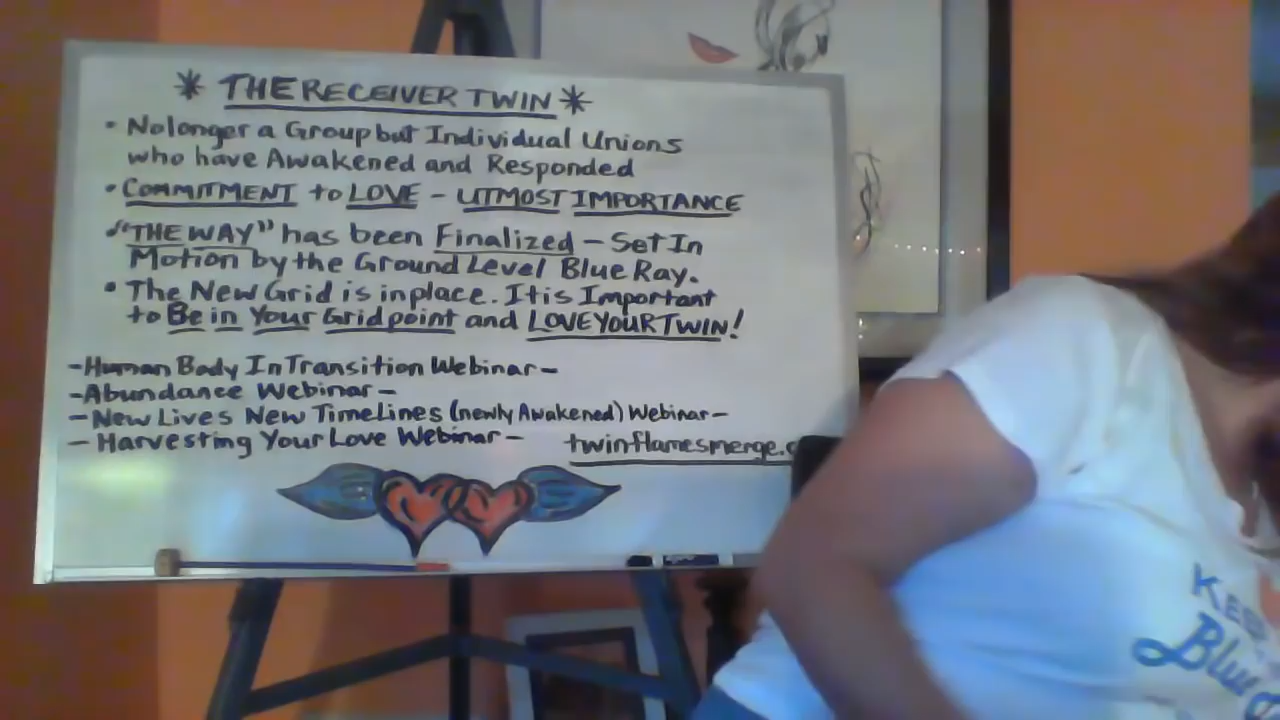 * THE RECEIVER TWIN *
• No longer a Group but Individual Unions
who have Awakened and Responded
• COMMITMENT to LOVE - UTMOST IMPORTANCE
• "THE WAY" has been Finalized - Set In
Motion by the Ground Level Blue Ray.
• The New Grid is in place. It is Important
to Be in Your Gridpoint and LOVE YOUR TWIN!
- Human Body In Transition Webinar -
- Abundance Webinar -
- New Lives New TimeLines (newly Awakened) Webinar -
- Harvesting Your Love Webinar -
twinflamesmerge.